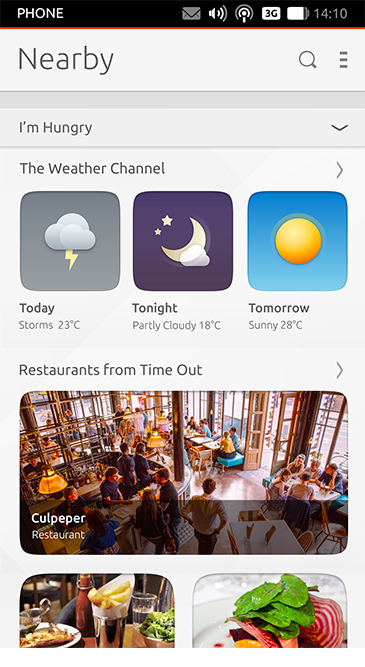 PHONE 3G 14:10
Nearby
I'm Hungry
The Weather Channel
Today Tonight Tomorrow
Storms 23°C Partly Cloudy 18°C Sunny 28°C
Restaurants from Time Out
Culpeper
Restaurant